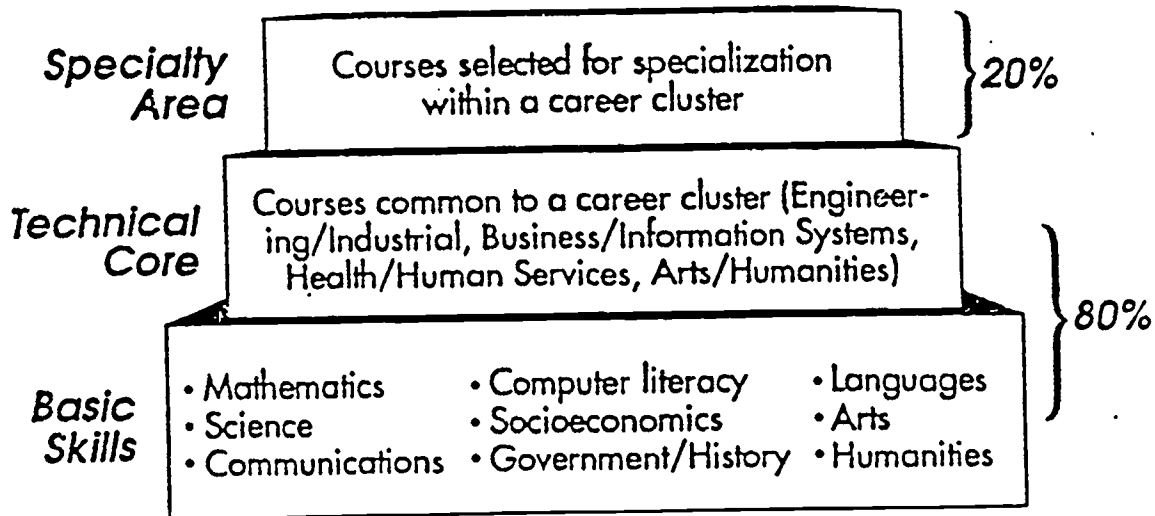 Specialty
Area
Courses selected for specialization
within a career cluster
20%
Technical
Core
Courses common to a career cluster (Engineer-
ing/Industrial, Business/Information Systems,
Health/Human Services, Arts/Humanities)
80%
Basic
Skills
• Mathematics
• Science
• Communications
• Computer literacy
• Socioeconomics
• Government/History
• Languages
• Arts
• Humanities